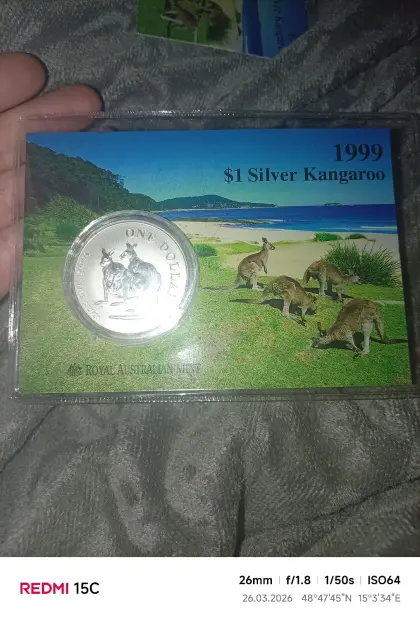 1999
$1 Silver Kangaroo
ONE DOLLAR
ROYAL AUSTRALIAN MINT
REDMI 15C
26mm | f/1.8 | 1/50s | ISO64
26.03.2026 48°47'45"N 15°3'34"E